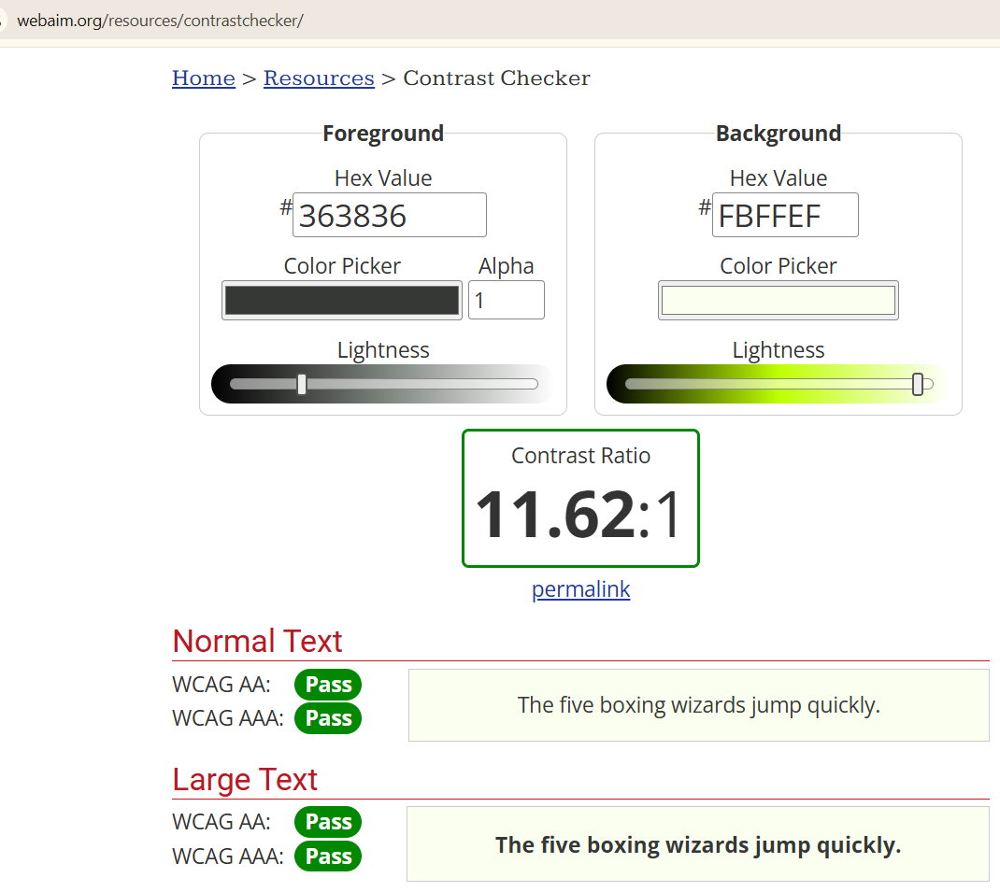 webaim.org/resources/contrastchecker/
Home > Resources > Contrast Checker
Foreground
Hex Value
#363836
Color Picker Alpha
1
Lightness
Background
Hex Value
#FBFFEF
Color Picker
Lightness
Contrast Ratio
11.62:1
permalink
Normal Text
WCAG AA: Pass
WCAG AAA: Pass
The five boxing wizards jump quickly.
Large Text
WCAG AA: Pass
WCAG AAA: Pass
The five boxing wizards jump quickly.